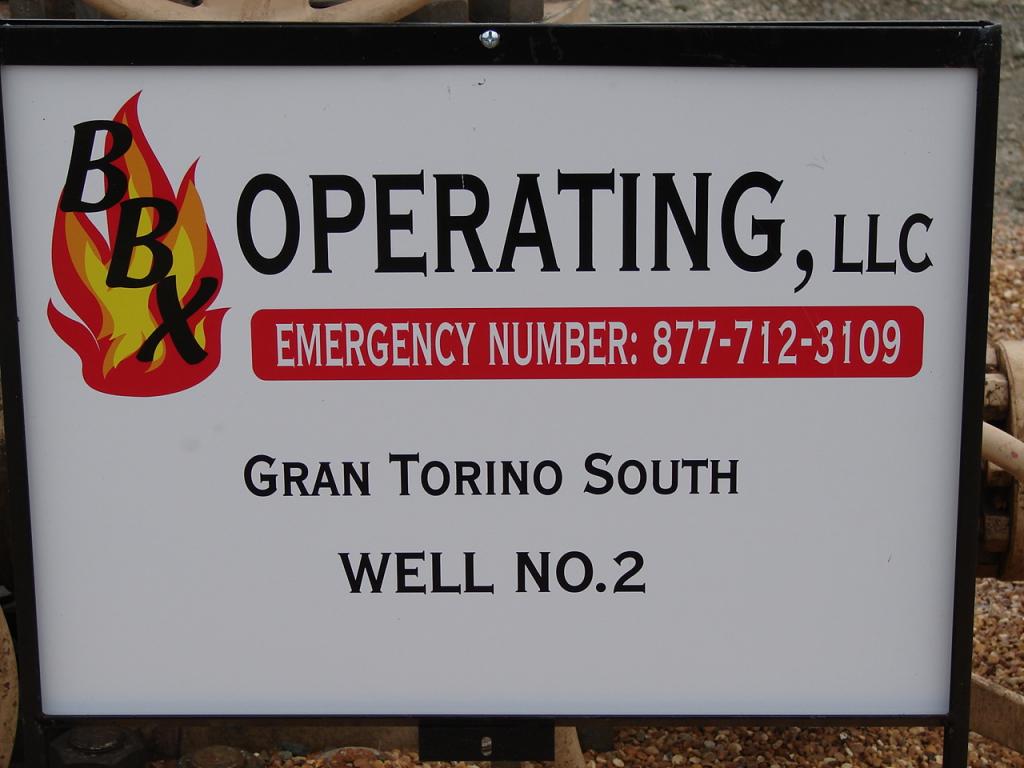 BBX OPERATING, LLC
EMERGENCY NUMBER: 877-712-3109
GRAN TORINO SOUTH
WELL NO.2